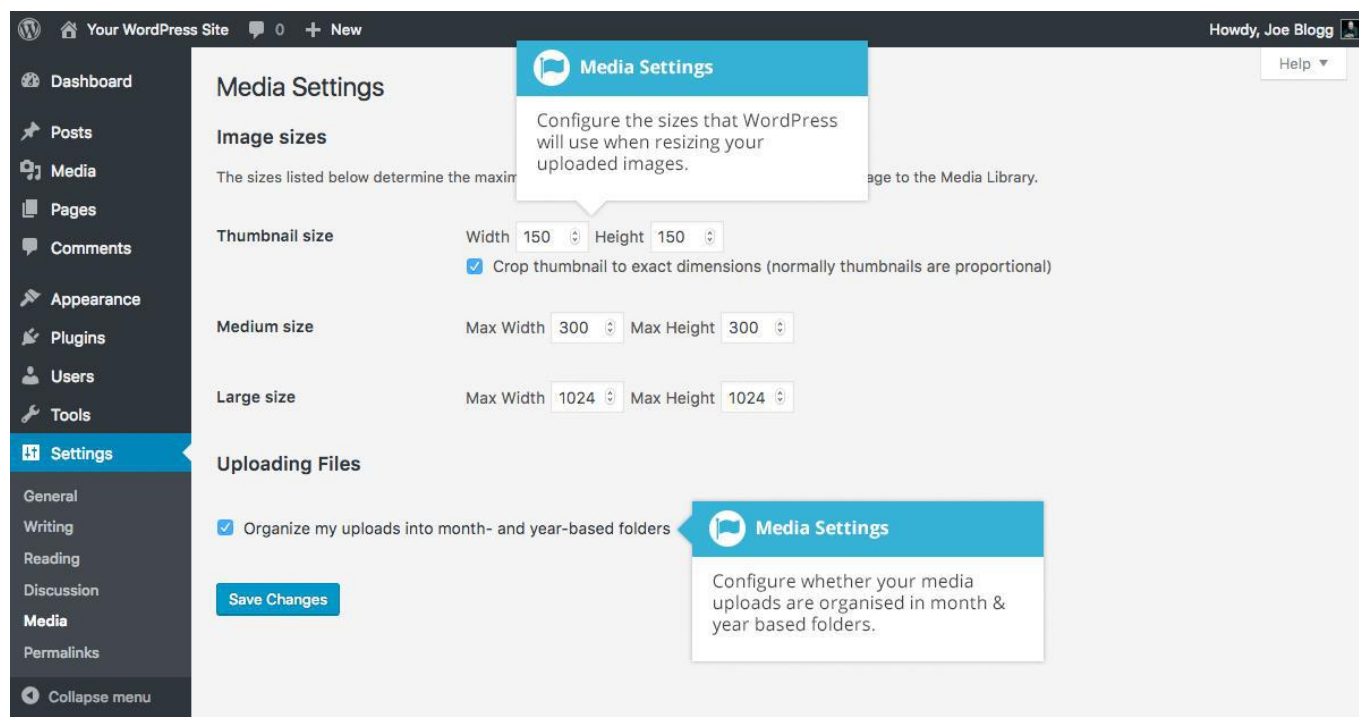 Your WordPress Site 0 + New Howdy, Joe Blogg
Help
Dashboard
Posts
Media
Pages
Comments
Appearance
Plugins
Users
Tools
Settings
General
Writing
Reading
Discussion
Media
Permalinks
Collapse menu
Media Settings
Image sizes
The sizes listed below determine the maxim
age to the Media Library.
Media Settings
Configure the sizes that WordPress
will use when resizing your
uploaded images.
Thumbnail size Width 150 Height 150
Crop thumbnail to exact dimensions (normally thumbnails are proportional)
Medium size Max Width 300 Max Height 300
Large size Max Width 1024 Max Height 1024
Uploading Files
Organize my uploads into month- and year-based folders
Media Settings
Configure whether your media
uploads are organised in month &
year based folders.
Save Changes